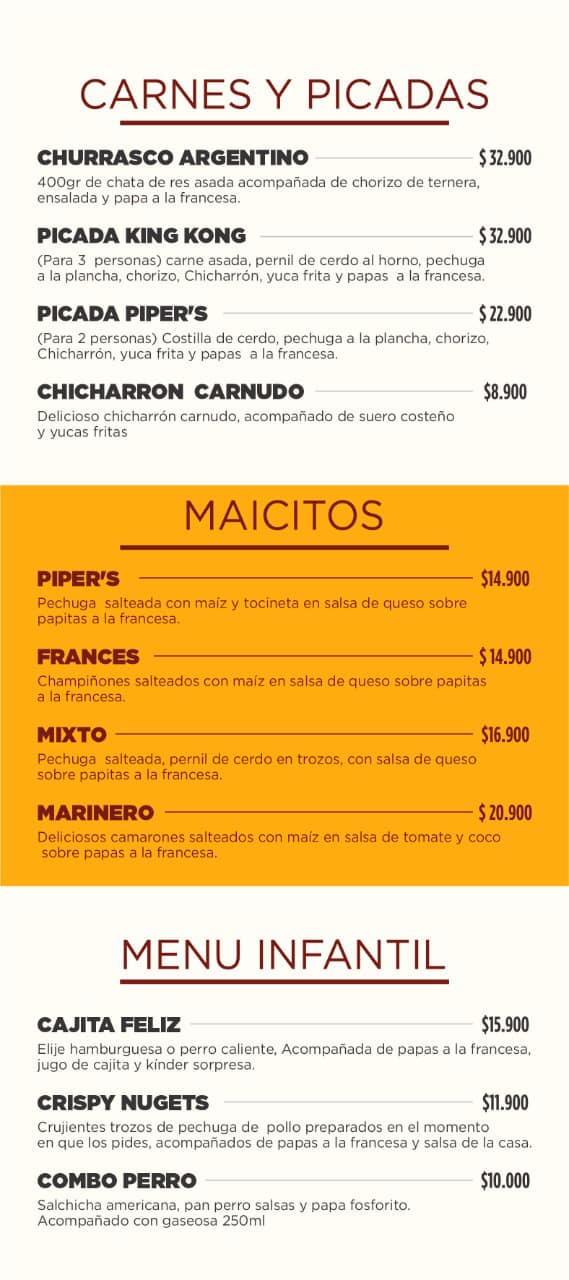 CARNES Y PICADAS
CHURRASCO ARGENTINO $ 32.900
400gr de chata de res asada acompañada de chorizo de ternera,
ensalada y papa a la francesa.
PICADA KING KONG $ 32.900
(Para 3 personas) carne asada, pernil de cerdo al horno, pechuga
a la plancha, chorizo, Chicharrón, yuca frita y papas a la francesa.
PICADA PIPER'S $ 22.900
(Para 2 personas) Costilla de cerdo, pechuga a la plancha, chorizo,
Chicharrón, yuca frita y papas a la francesa.
CHICHARRON CARNUDO $8.900
Delicioso chicharrón carnudo, acompañado de suero costeño
y yucas fritas
MAICITOS
PIPER'S $14.900
Pechuga salteada con maíz y tocineta en salsa de queso sobre
papitas a la francesa.
FRANCES $ 14.900
Champiñones salteados con maíz en salsa de queso sobre papitas
a la francesa.
MIXTO $16.900
Pechuga salteada, pernil de cerdo en trozos, con salsa de queso
sobre papitas a la francesa.
MARINERO $ 20.900
Deliciosos camarones salteados con maíz en salsa de tomate y coco
sobre papas a la francesa.
MENU INFANTIL
CAJITA FELIZ $15.900
Elije hamburguesa o perro caliente, Acompañada de papas a la francesa,
jugo de cajita y kínder sorpresa.
CRISPY NUGETS $11.900
Crujientes trozos de pechuga de pollo preparados en el momento
en que los pides, acompañados de papas a la francesa y salsa de la casa.
COMBO PERRO $10.000
Salchicha americana, pan perro salsas y papa fosforito.
Acompañado con gaseosa 250ml